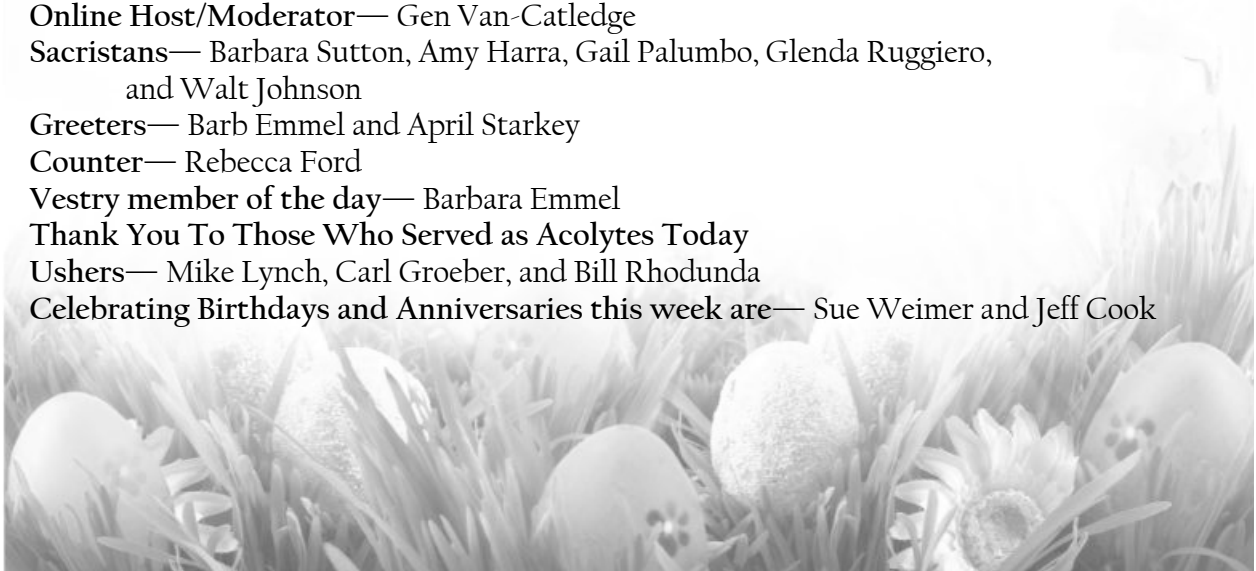 Online Host/Moderator— Gen Van-Catledge
Sacristans— Barbara Sutton, Amy Harra, Gail Palumbo, Glenda Ruggiero,
and Walt Johnson
Greeters— Barb Emmel and April Starkey
Counter— Rebecca Ford
Vestry member of the day— Barbara Emmel
Thank You To Those Who Served as Acolytes Today
Ushers— Mike Lynch, Carl Groeber, and Bill Rhodunda
Celebrating Birthdays and Anniversaries this week are— Sue Weimer and Jeff Cook